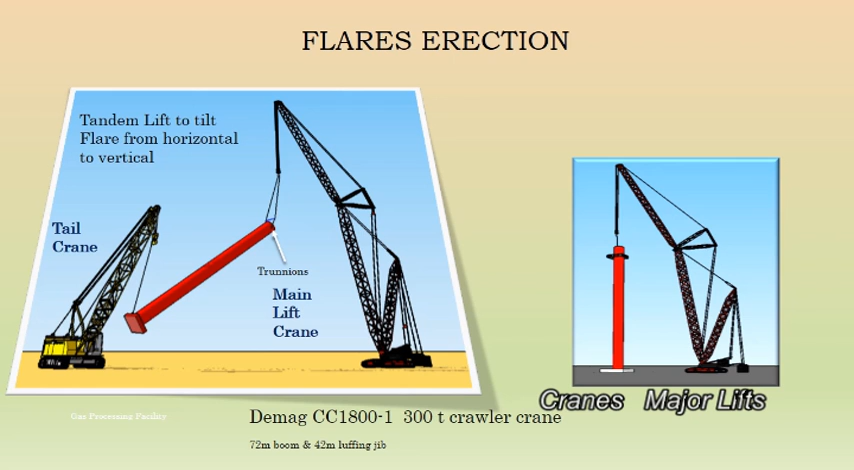 FLARES ERECTION
Tandem Lift to tilt
Flare from horizontal
to vertical
Tail
Crane
Trunnions
Main
Lift
Crane
Cranes Major Lifts
Gas Processing Facility
Demag CC1800-1 300 t crawler crane
72m boom & 42m luffing jib